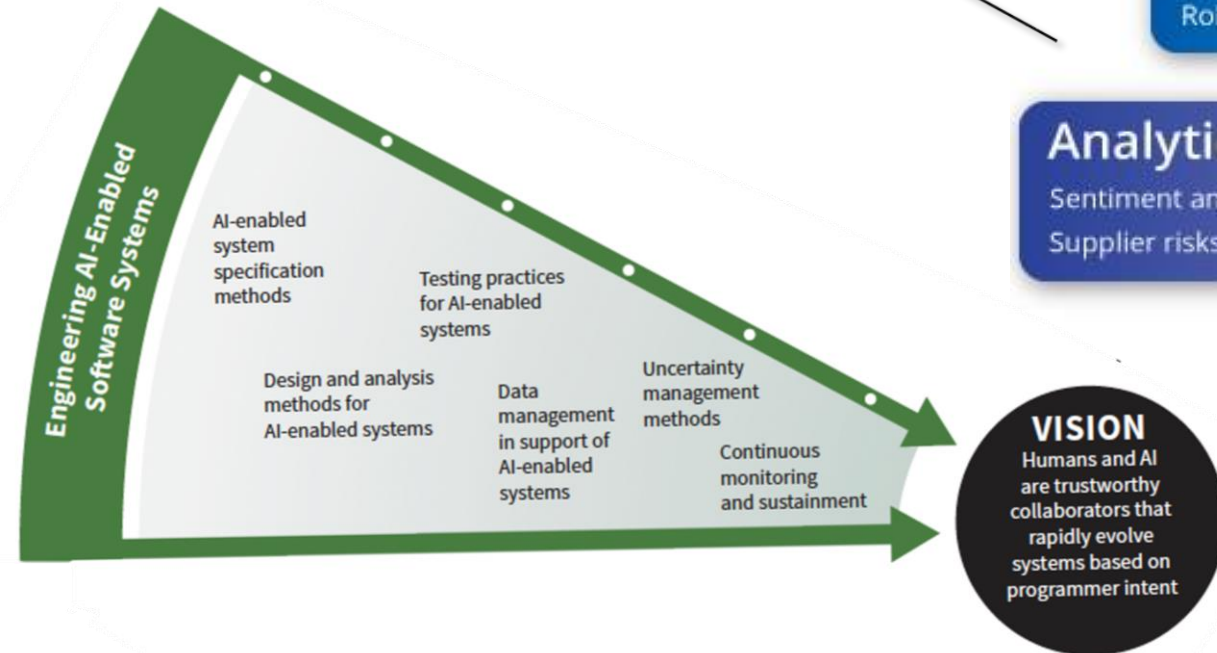 Engineering AI-Enabled
Software Systems
AI-enabled
system
specification
methods
Testing practices
for AI-enabled
systems
Design and analysis
methods for
AI-enabled systems
Data
management
in support of
AI-enabled
systems
Uncertainty
management
methods
Continuous
monitoring
and sustainment
VISION
Humans and AI
are trustworthy
collaborators that
rapidly evolve
systems based on
programmer intent
Sentiment
Supplier risks